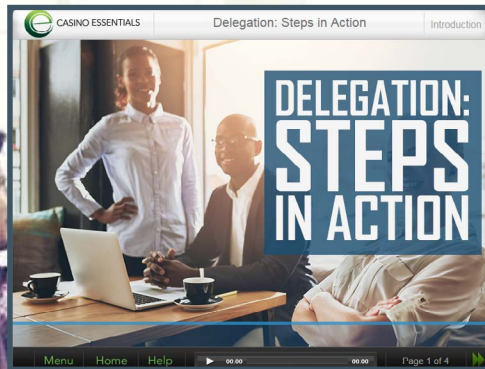 CASINO ESSENTIALS
Delegation: Steps in Action
Introduction
DELEGATION:
STEPS
IN ACTION
Menu
Home
Help
00.00
00.00
Page 1 of 4